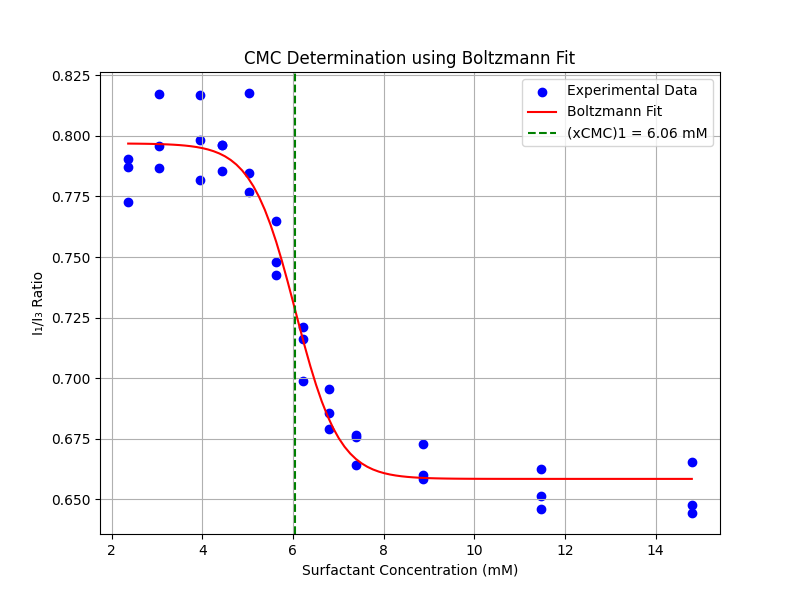 CMC Determination using Boltzmann Fit
Experimental Data
Boltzmann Fit
(xCMC)1 = 6.06 mM
I₁/I₃ Ratio
0.825
0.800
0.775
0.750
0.725
0.700
0.675
0.650
2 4 6 8 10 12 14
Surfactant Concentration (mM)